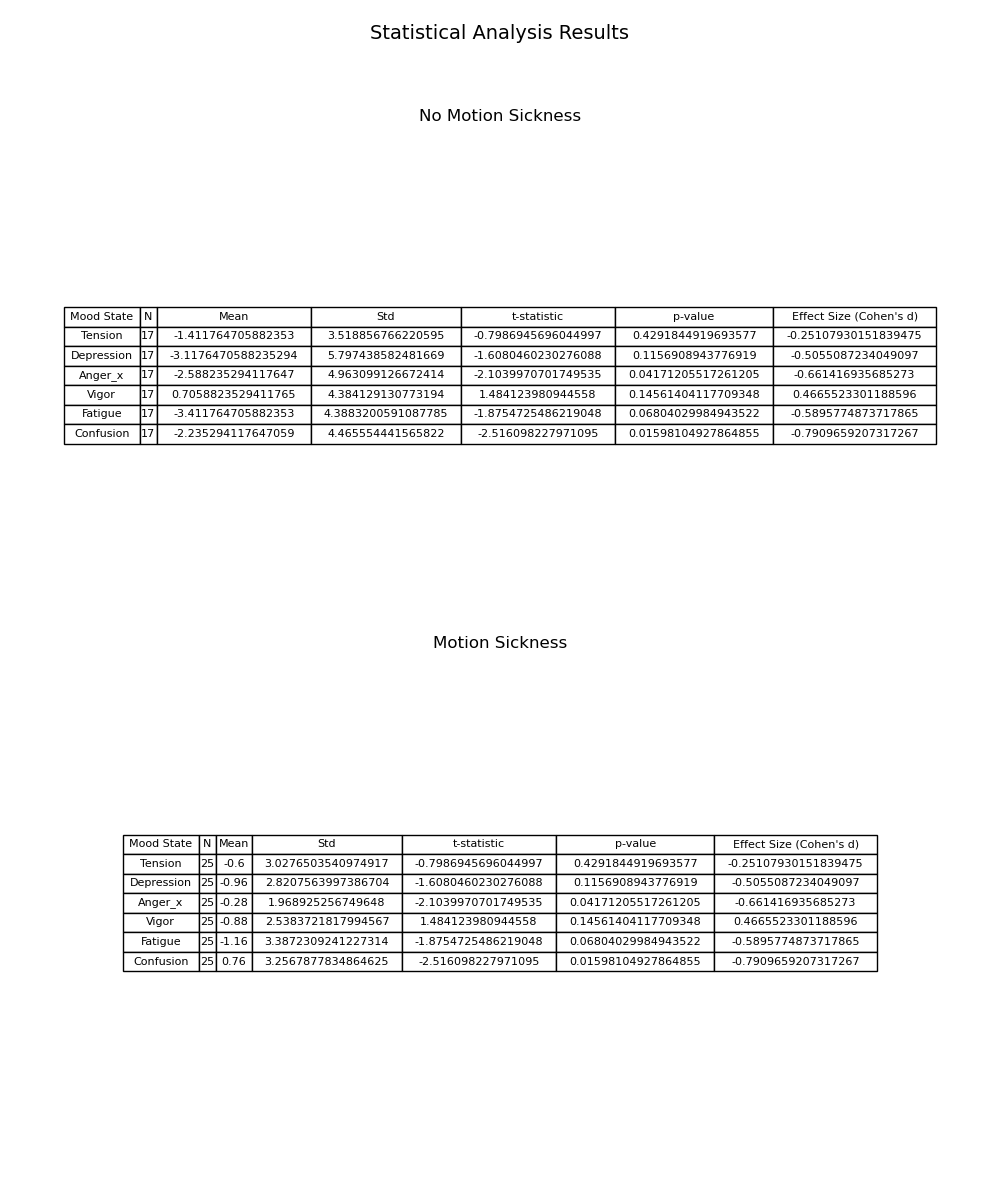 Statistical Analysis Results
No Motion Sickness
Mood State N Mean Std t-statistic p-value Effect Size (Cohen's d)
Tension 17 -1.411764705882353 3.518856766220595 -0.7986945696044997 0.4291844919693577 -0.25107930151839475
Depression 17 -3.1176470588235294 5.797438582481669 -1.6080460230276088 0.1156908943776919 -0.5055087234049097
Anger_x 17 -2.588235294117647 4.963099126672414 -2.1039970701749535 0.04171205517261205 -0.661416935685273
Vigor 17 0.7058823529411765 4.384129130773194 1.484123980944558 0.14561404117709348 0.4665523301188596
Fatigue 17 -3.411764705882353 4.3883200591087785 -1.8754725486219048 0.06804029984943522 -0.5895774873717865
Confusion 17 -2.235294117647059 4.465554441565822 -2.516098227971095 0.01598104927864855 -0.7909659207317267
Motion Sickness
Mood State N Mean Std t-statistic p-value Effect Size (Cohen's d)
Tension 25 -0.6 3.0276503540974917 -0.7986945696044997 0.4291844919693577 -0.25107930151839475
Depression 25 -0.96 2.8207563997386704 -1.6080460230276088 0.1156908943776919 -0.5055087234049097
Anger_x 25 -0.28 1.968925256749648 -2.1039970701749535 0.04171205517261205 -0.661416935685273
Vigor 25 -0.88 2.5383721817994567 1.484123980944558 0.14561404117709348 0.4665523301188596
Fatigue 25 -1.16 3.3872309241227314 -1.8754725486219048 0.06804029984943522 -0.5895774873717865
Confusion 25 0.76 3.2567877834864625 -2.516098227971095 0.01598104927864855 -0.7909659207317267